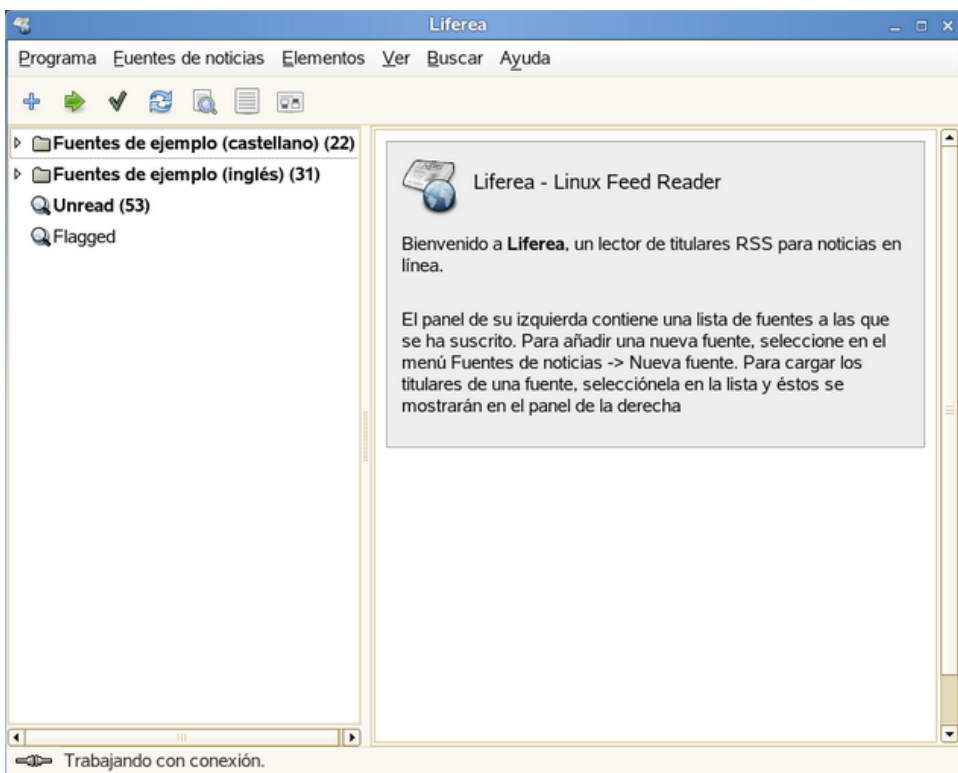 Liferea
Programa Fuentes de noticias Elementos Ver Buscar Ayuda
Fuentes de ejemplo (castellano) (22)
Fuentes de ejemplo (inglés) (31)
Unread (53)
Flagged
Liferea - Linux Feed Reader
Bienvenido a Liferea, un lector de titulares RSS para noticias en
línea.
El panel de su izquierda contiene una lista de fuentes a las que
se ha suscrito. Para añadir una nueva fuente, seleccione en el
menú Fuentes de noticias -> Nueva fuente. Para cargar los
titulares de una fuente, selecciónela en la lista y éstos se
mostrarán en el panel de la derecha
Trabajando con conexión.